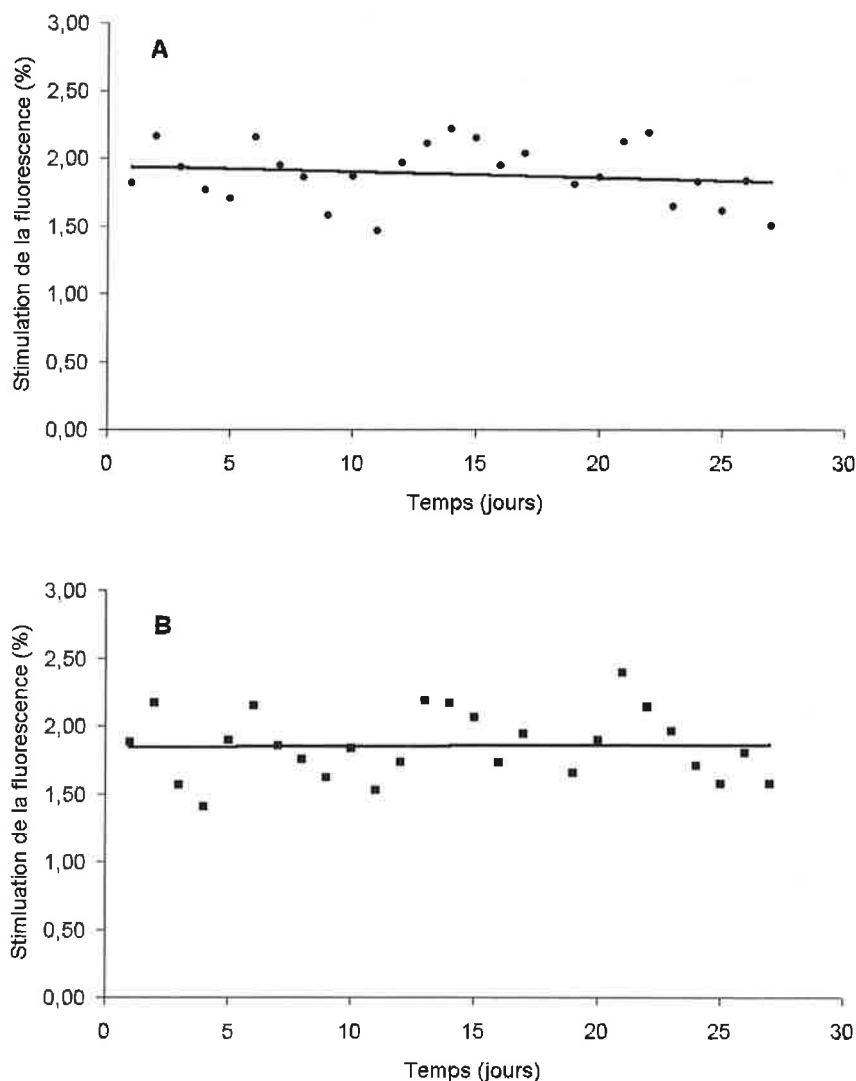 3,00
A
2,50
2,00
1,50
1,00
0,50
0,00
0 5 10 15 20 25 30
Stimulation de la fluorescence (%)
Temps (jours)
3,00
B
2,50
2,00
1,50
1,00
0,50
0,00
0 5 10 15 20 25 30
Stimluation de la fluorescence (%)
Temps (jours)